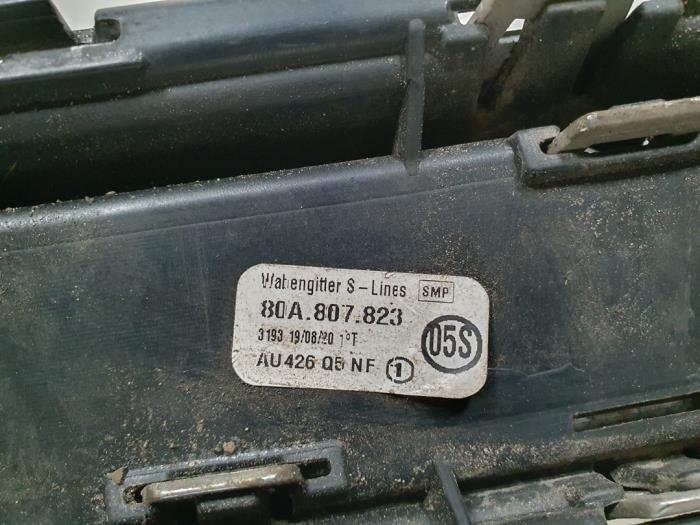 Wabengitter S-Lines SMP
80A.807.823
3193 19/08/20 1°T
05S
AU426 Q5 NF 1